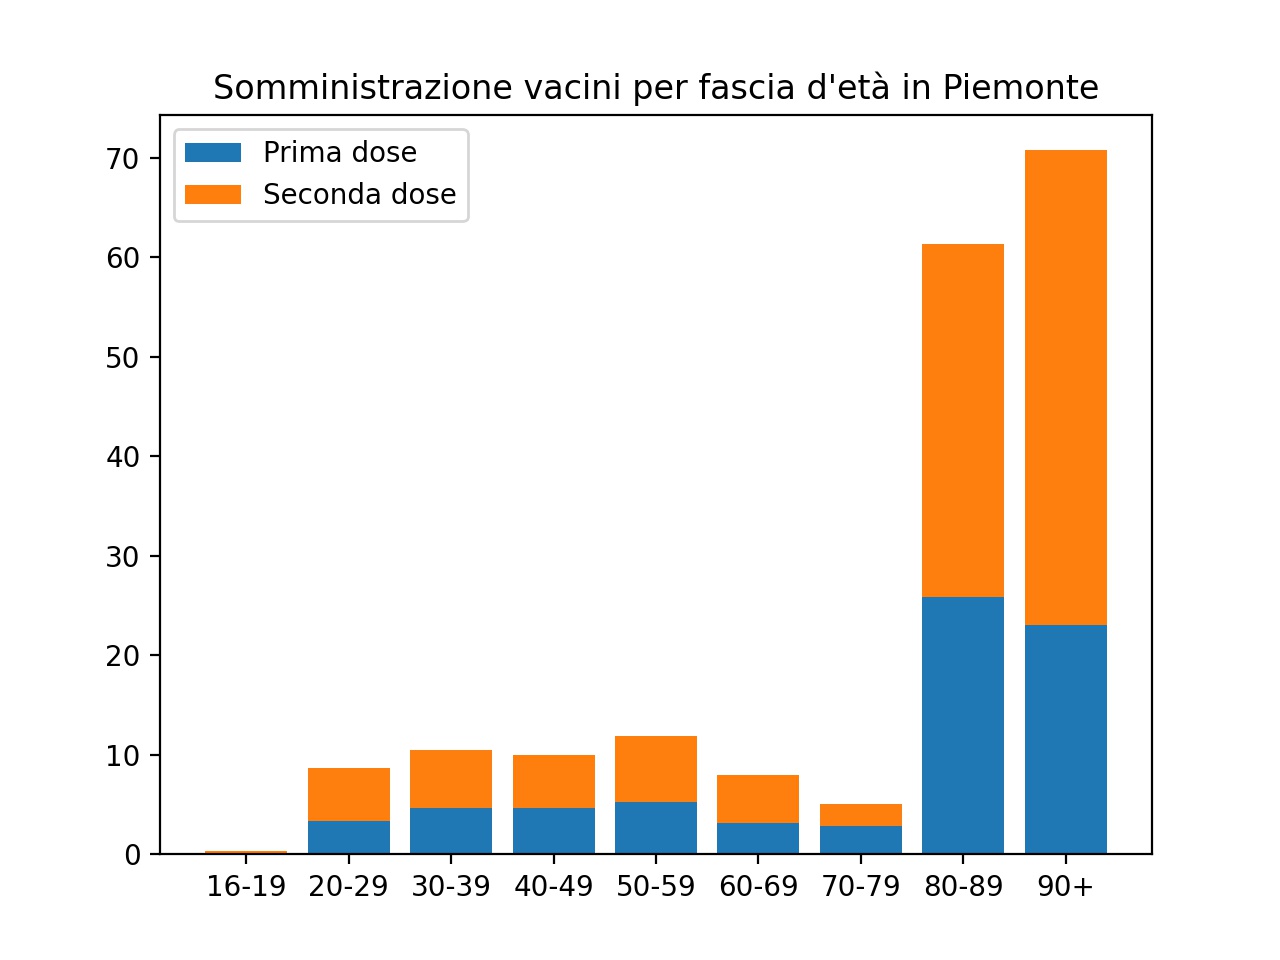 Somministrazione vacini per fascia d'età in Piemonte
Prima dose
Seconda dose
70
60
50
40
30
20
10
0
16-19 20-29 30-39 40-49 50-59 60-69 70-79 80-89 90+